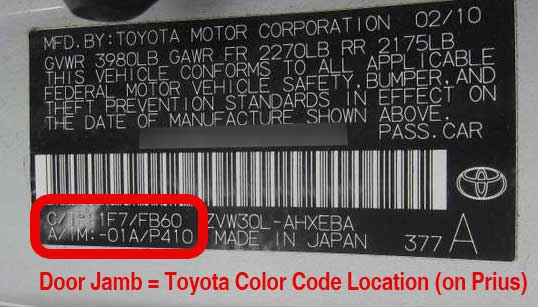 MFD.BY:TOYOTA MOTOR CORPORATION 02/10
GVWR 3980LB GAWR FR 2270LB RR 2175LB
THIS VEHICLE CONFORMS TO ALL APPLICABLE
FEDERAL MOTOR VEHICLE SAFETY,BUMPER,AND
THEFT PREVENTION STANDARDS IN EFFECT ON
THE DATE OF MANUFACTURE SHOWN ABOVE.
PASS.CAR
C/TR:1F7/FB60 ZVW30L-AHXEBA
A/TM:-01A/P410 MADE IN JAPAN 377 A
TOYOTA
Door Jamb = Toyota Color Code Location (on Prius)